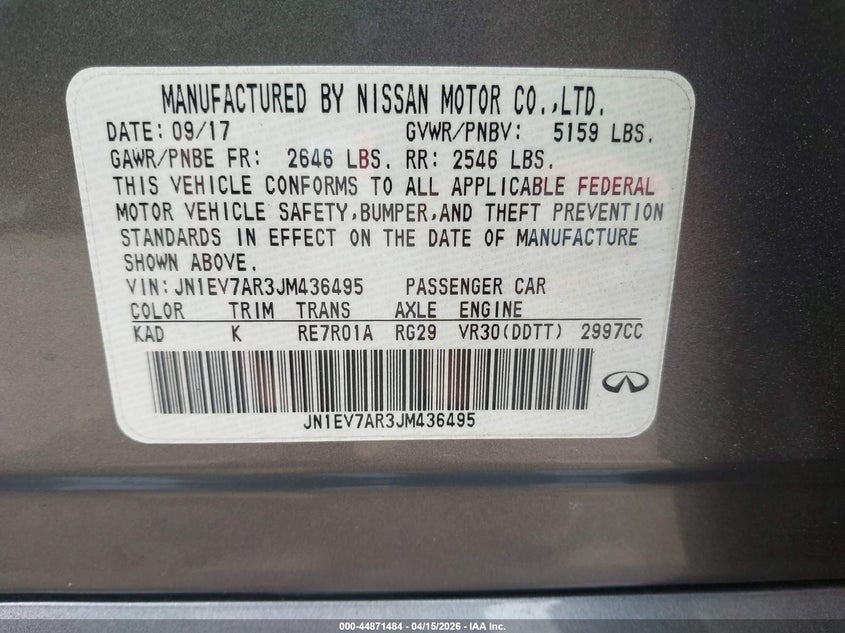 MANUFACTURED BY NISSAN MOTOR CO.,LTD.
DATE: 09/17 GVWR/PNBV: 5159 LBS.
GAWR/PNBE FR: 2646 LBS. RR: 2546 LBS.
THIS VEHICLE CONFORMS TO ALL APPLICABLE FEDERAL
MOTOR VEHICLE SAFETY,BUMPER,AND THEFT PREVENTION
STANDARDS IN EFFECT ON THE DATE OF MANUFACTURE
SHOWN ABOVE.
VIN: JN1EV7AR3JM436495 PASSENGER CAR
COLOR TRIM TRANS AXLE ENGINE
KAD K RE7R01A RG29 VR30(DDTT) 2997CC
JN1EV7AR3JM436495
000-44871484 - 04/15/2026 - IAA Inc.